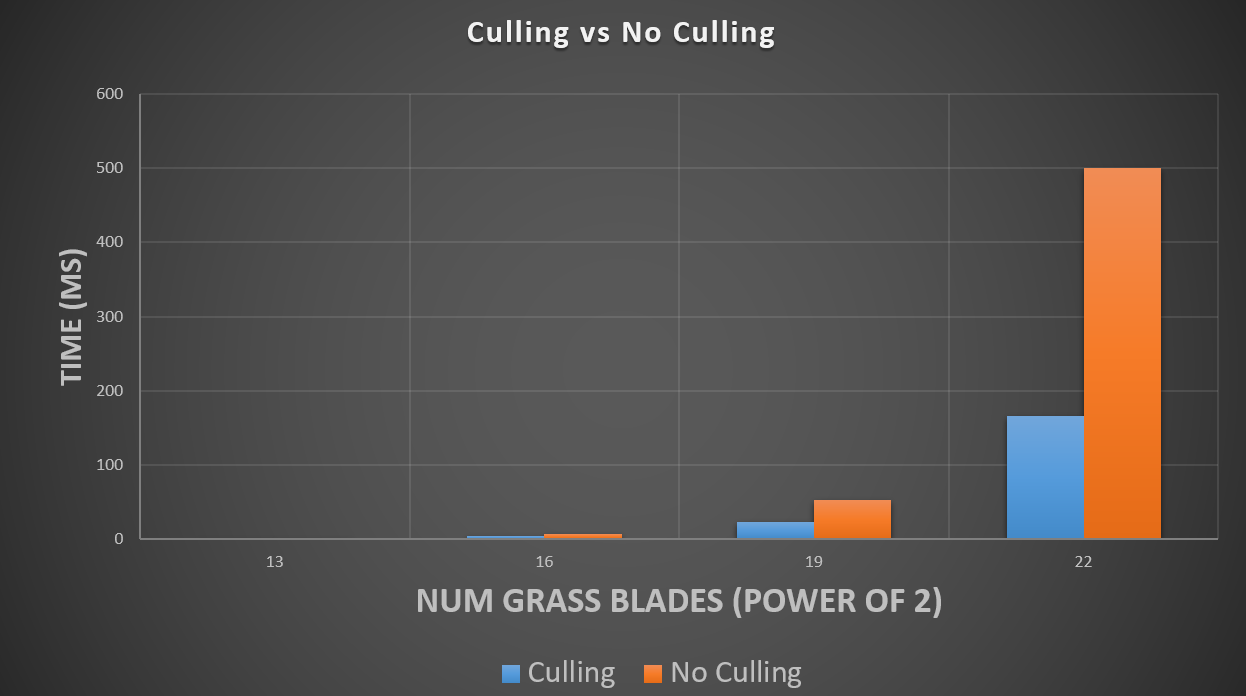 Culling vs No Culling
600
500
400
300
200
100
0
TIME (MS)
13 16 19 22
NUM GRASS BLADES (POWER OF 2)
Culling No Culling